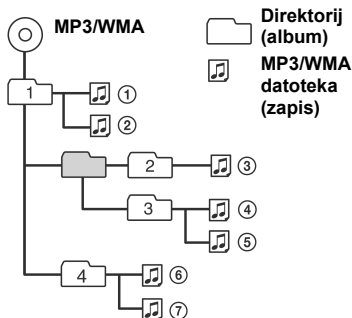 MP3/WMA
Direktorij
(album)
MP3/WMA
datoteka
(zapis)
1
①
②
2
③
3
④
⑤
4
⑥
⑦